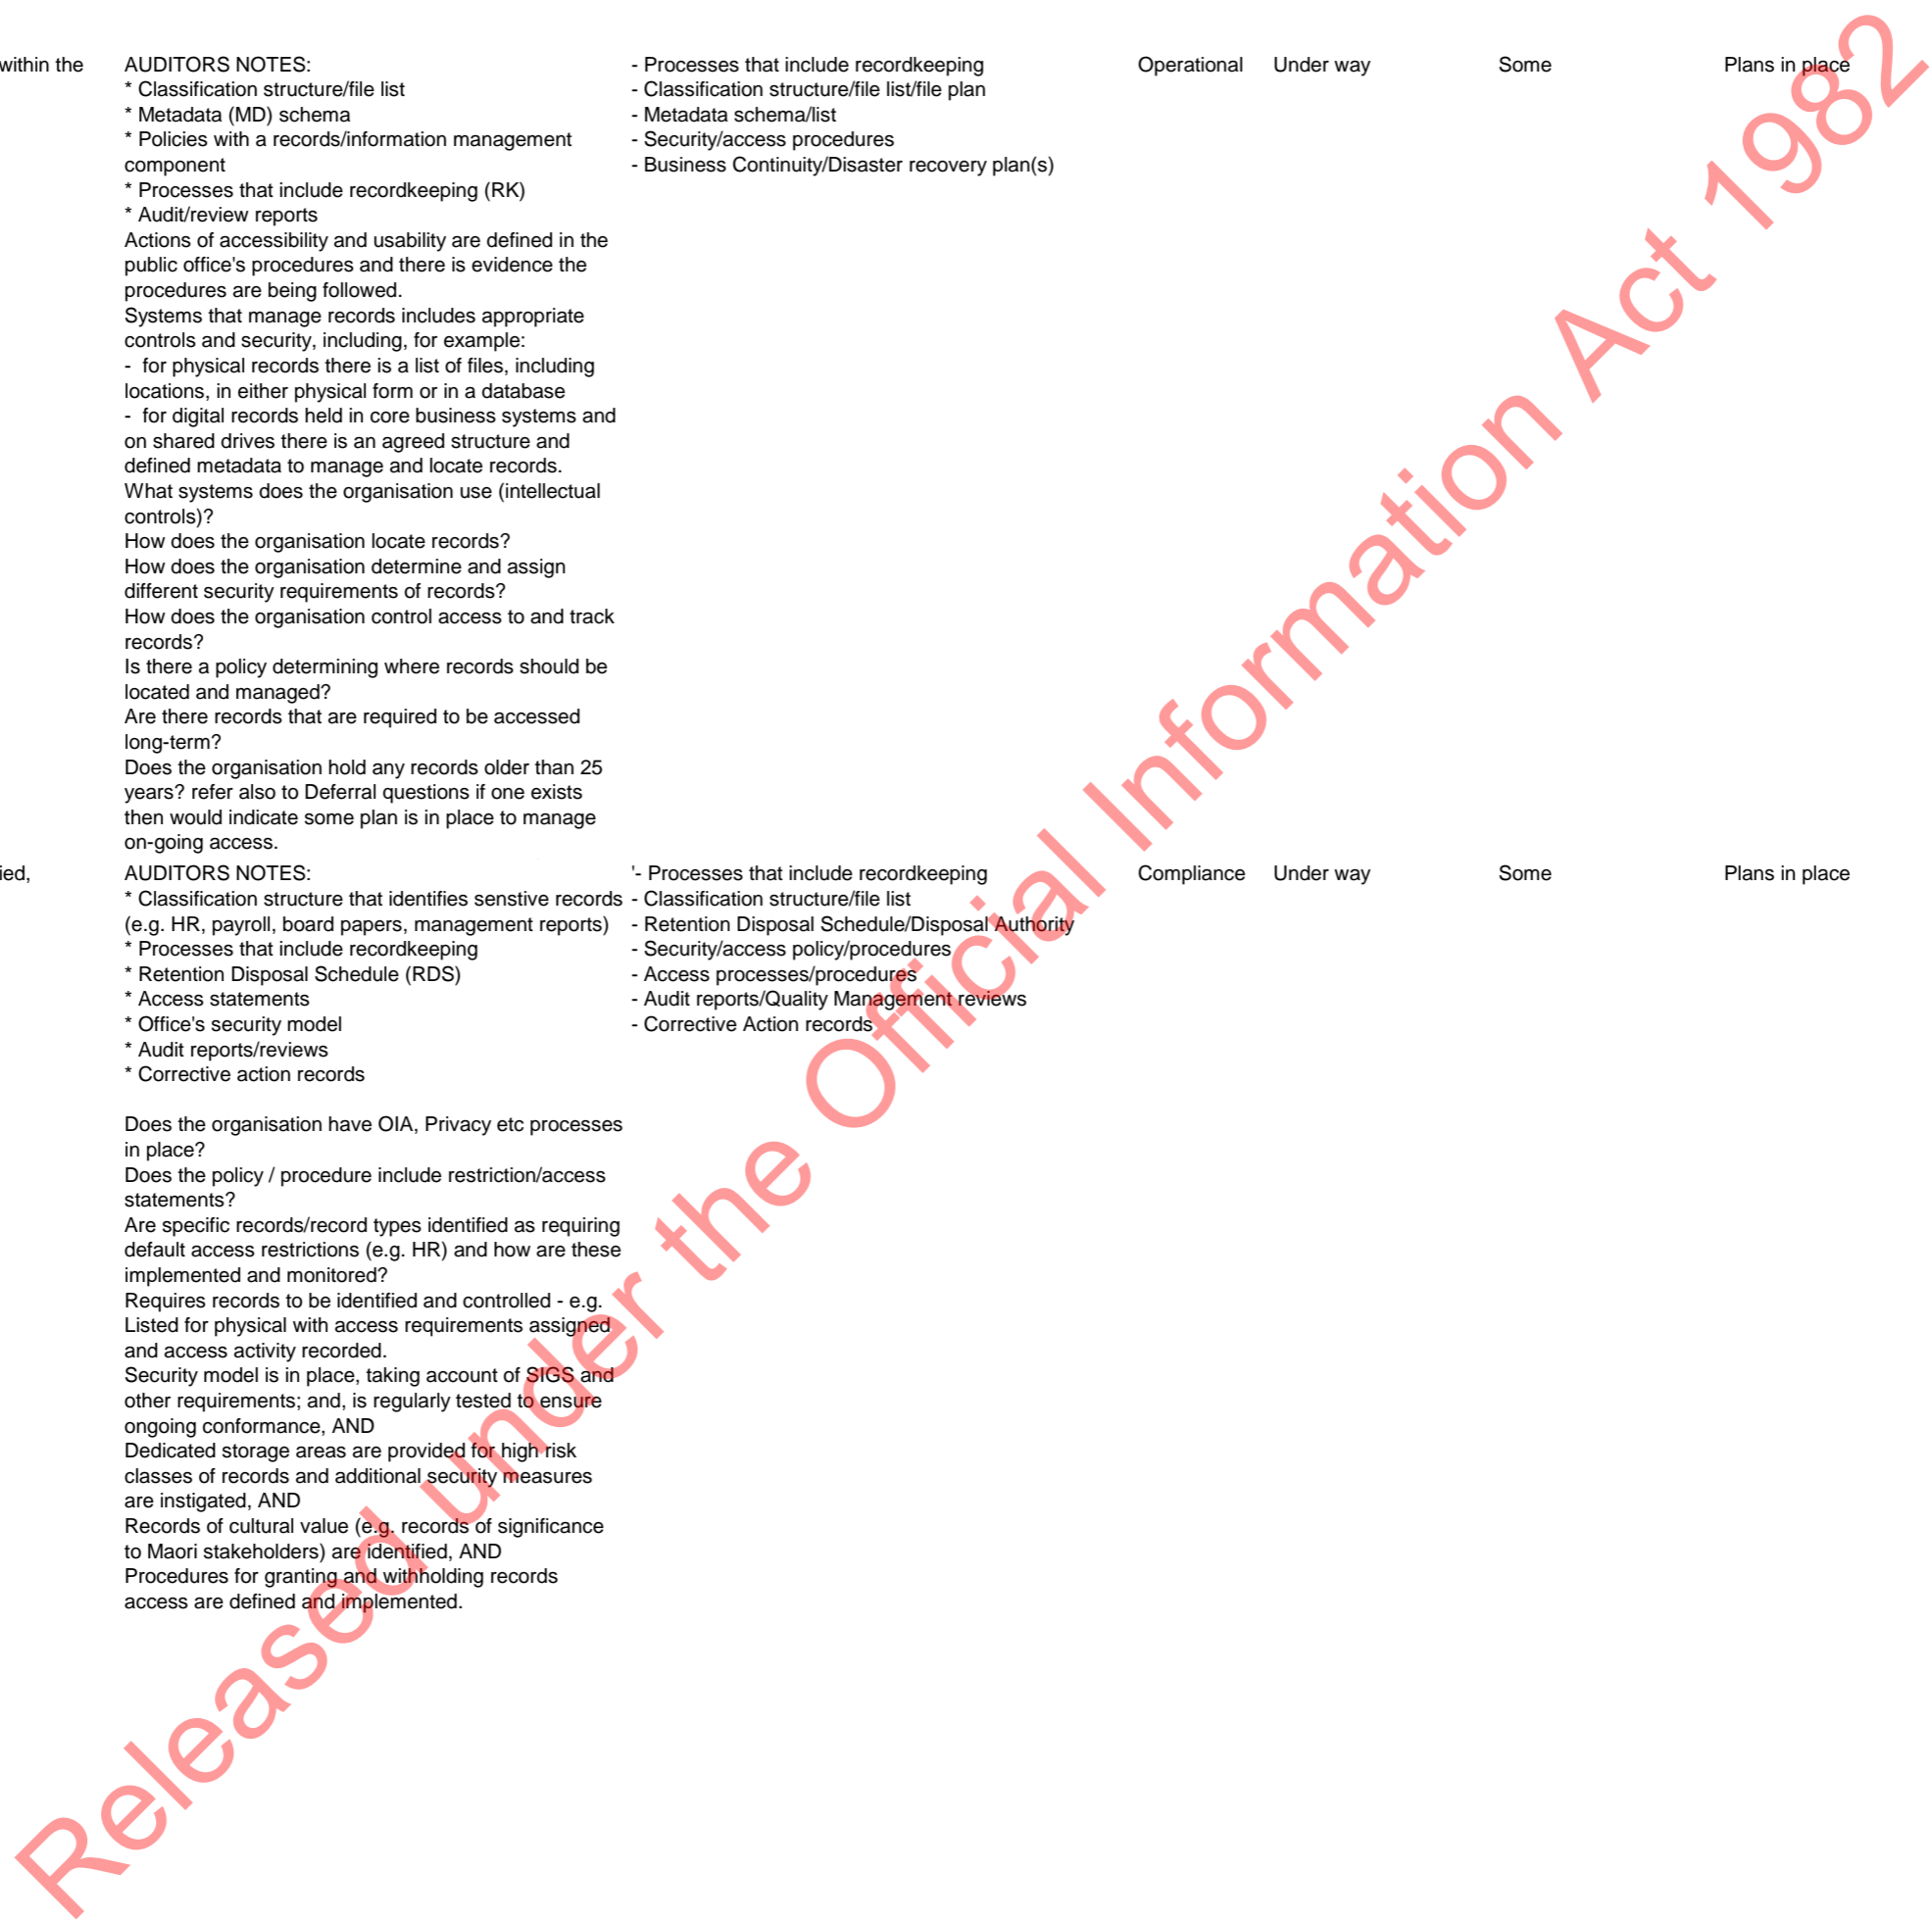 within the
AUDITORS NOTES:
* Classification structure/file list
* Metadata (MD) schema
* Policies with a records/information management
component
* Processes that include recordkeeping (RK)
* Audit/review reports
Actions of accessibility and usability are defined in the
public office's procedures and there is evidence the
procedures are being followed.
Systems that manage records includes appropriate
controls and security, including, for example:
- for physical records there is a list of files, including
locations, in either physical form or in a database
- for digital records held in core business systems and
on shared drives there is an agreed structure and
defined metadata to manage and locate records.
What systems does the organisation use (intellectual
controls)?
How does the organisation locate records?
How does the organisation determine and assign
different security requirements of records?
How does the organisation control access to and track
records?
Is there a policy determining where records should be
located and managed?
Are there records that are required to be accessed
long-term?
Does the organisation hold any records older than 25
years? refer also to Deferral questions if one exists
then would indicate some plan is in place to manage
on-going access.
- Processes that include recordkeeping
- Classification structure/file list/file plan
- Metadata schema/list
- Security/access procedures
- Business Continuity/Disaster recovery plan(s)
Operational
Under way
Some
Plans in place
ied,
AUDITORS NOTES:
* Classification structure that identifies senstive records
(e.g. HR, payroll, board papers, management reports)
* Processes that include recordkeeping
* Retention Disposal Schedule (RDS)
* Access statements
* Office's security model
* Audit reports/reviews
* Corrective action records
Does the organisation have OIA, Privacy etc processes
in place?
Does the policy / procedure include restriction/access
statements?
Are specific records/record types identified as requiring
default access restrictions (e.g. HR) and how are these
implemented and monitored?
Requires records to be identified and controlled - e.g.
Listed for physical with access requirements assigned
and access activity recorded.
Security model is in place, taking account of SIGS and
other requirements; and, is regularly tested to ensure
ongoing conformance, AND
Dedicated storage areas are provided for high risk
classes of records and additional security measures
are instigated, AND
Records of cultural value (e.g. records of significance
to Maori stakeholders) are identified, AND
Procedures for granting and withholding records
access are defined and implemented.
'- Processes that include recordkeeping
- Classification structure/file list
- Retention Disposal Schedule/Disposal Authority
- Security/access policy/procedures
- Access processes/procedures
- Audit reports/Quality Management reviews
- Corrective Action records
Compliance
Under way
Some
Plans in place
Released under the Official Information Act 1982